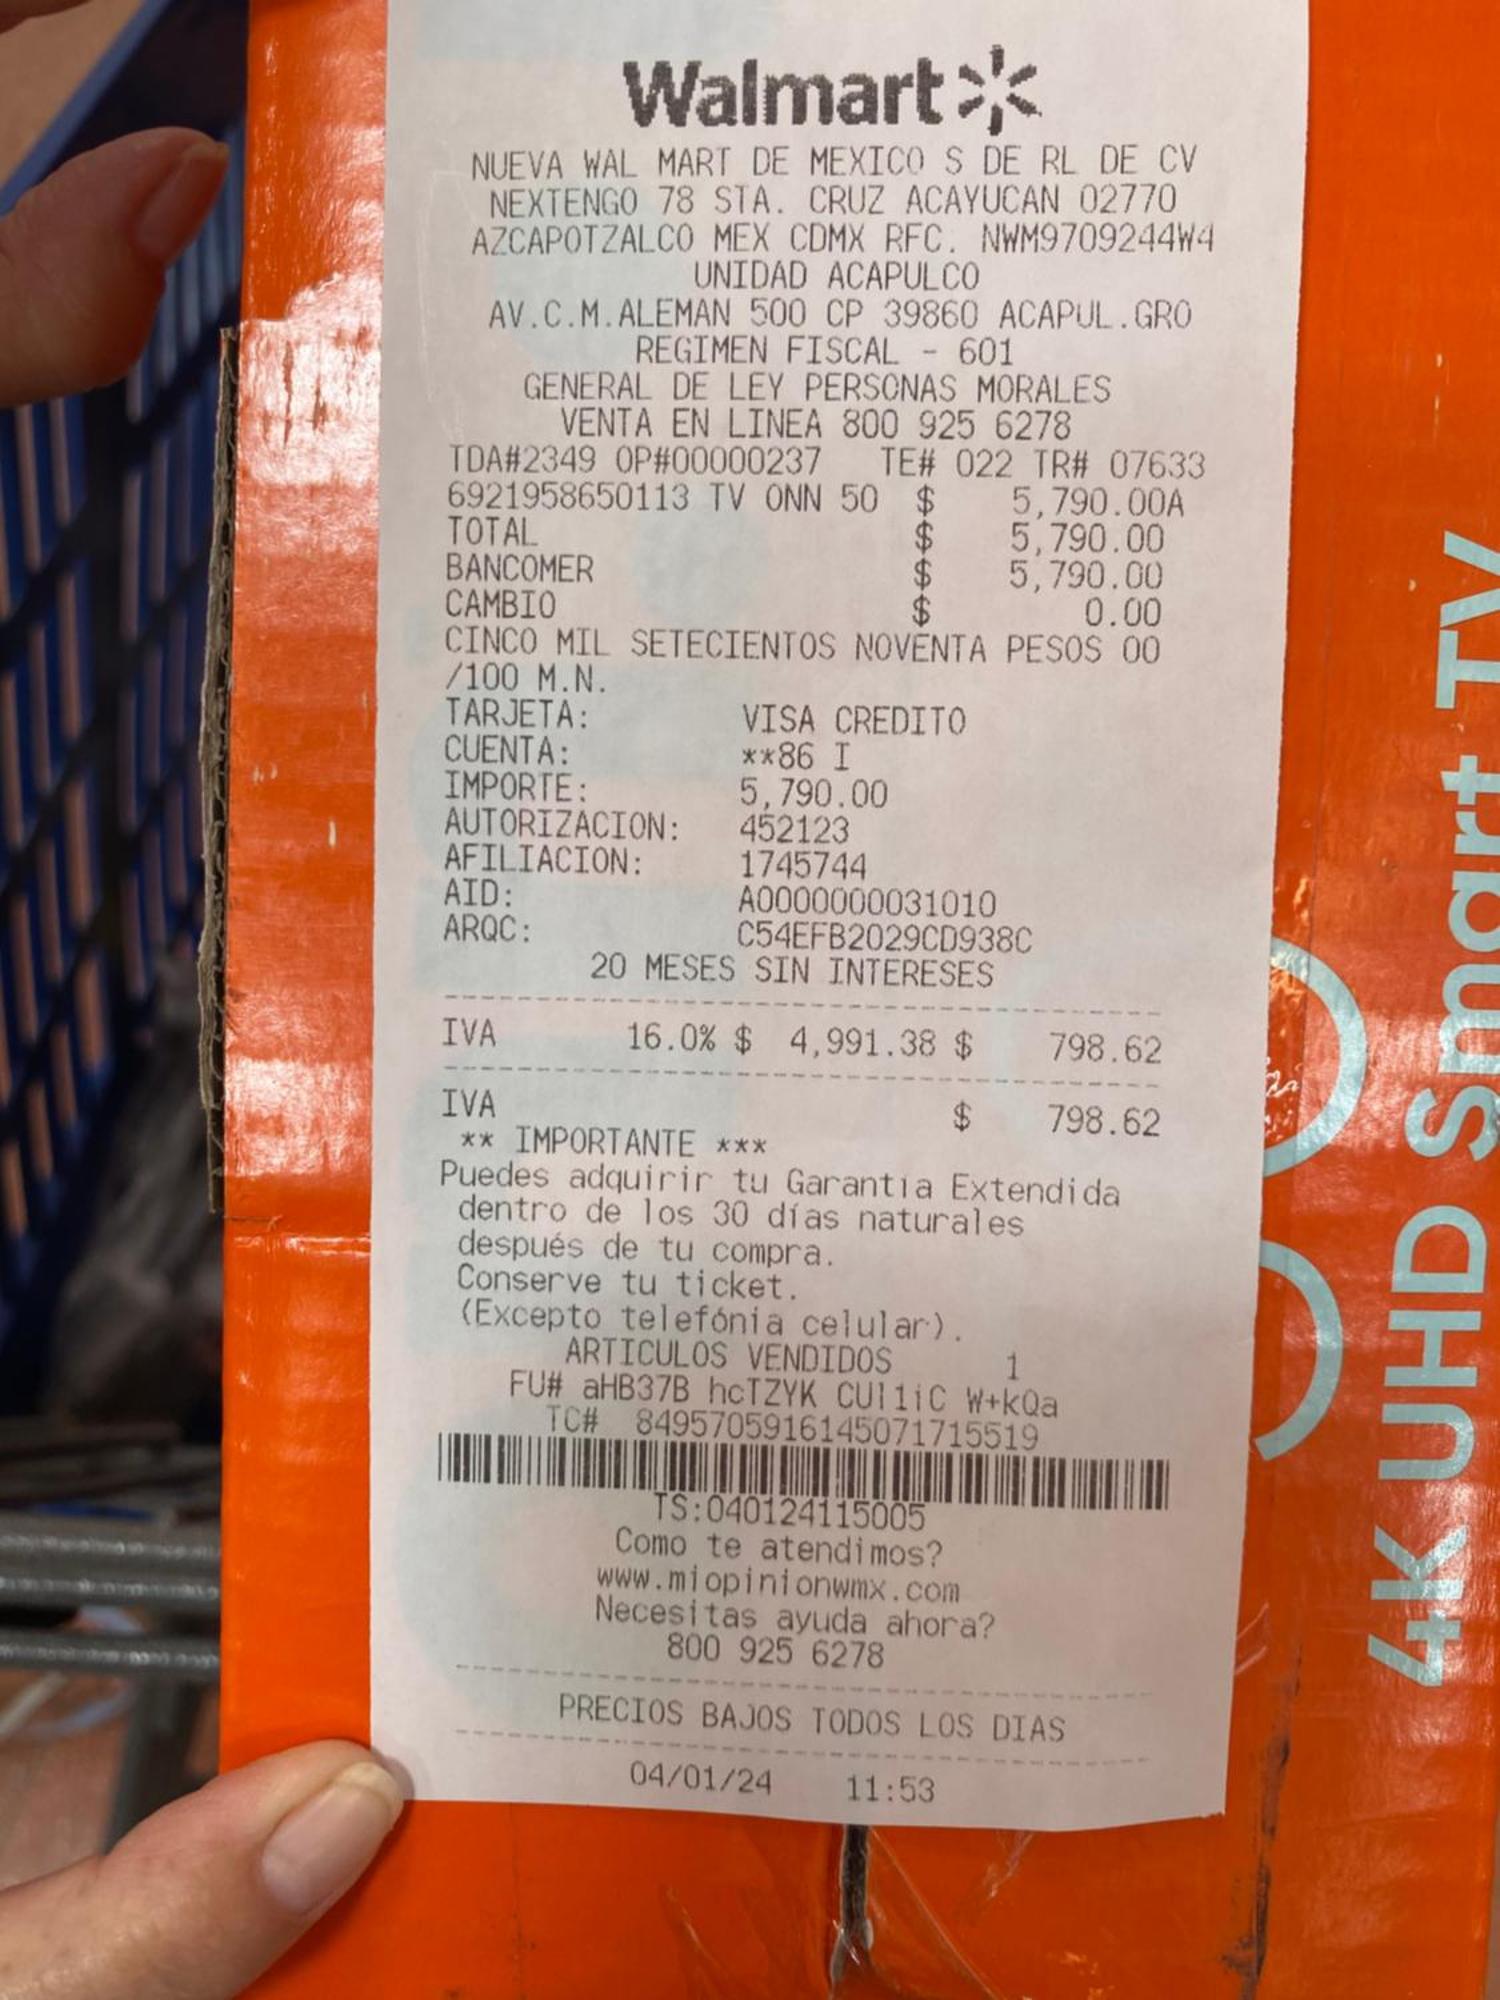 Walmart
NUEVA WAL MART DE MEXICO S DE RL DE CV
NEXTENGO 78 STA. CRUZ ACAYUCAN 02770
AZCAPOTZALCO MEX CDMX RFC. NWM9709244W4
UNIDAD ACAPULCO
AV.C.M.ALEMAN 500 CP 39860 ACAPUL.GRO
REGIMEN FISCAL - 601
GENERAL DE LEY PERSONAS MORALES
VENTA EN LINEA 800 925 6278
TDA#2349 OP#00000237 TE# 022 TR# 07633
6921958650113 TV ONN 50 $ 5,790.00A
TOTAL $ 5,790.00
BANCOMER $ 5,790.00
CAMBIO $ 0.00
CINCO MIL SETECIENTOS NOVENTA PESOS 00
/100 M.N.
TARJETA: VISA CREDITO
CUENTA: **86 I
IMPORTE: 5,790.00
AUTORIZACION: 452123
AFILIACION: 1745744
AID: A0000000031010
ARQC: C54EFB2029CD938C
20 MESES SIN INTERESES
IVA 16.0% $ 4,991.38 $ 798.62
IVA $ 798.62
** IMPORTANTE ***
Puedes adquirir tu Garantia Extendida
dentro de los 30 días naturales
después de tu compra.
Conserve tu ticket.
(Excepto telefónia celular).
ARTICULOS VENDIDOS 1
FU# aHB37B hcTZYK CUl1iC W+kQa
TC# 84957059161450717​15519
TS:040124115005
Como te atendimos?
www.miopinionwmx.com
Necesitas ayuda ahora?
800 925 6278
PRECIOS BAJOS TODOS LOS DIAS
04/01/24 11:53
4K UHD Smart TV